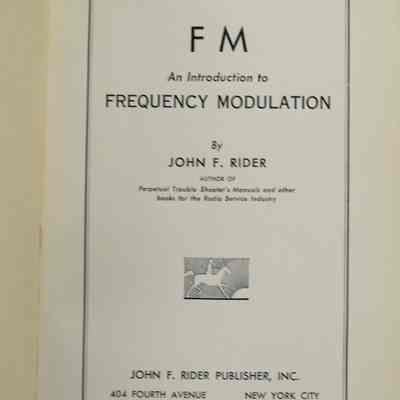 FM
An Introduction to
FREQUENCY MODULATION
By
JOHN F. RIDER
AUTHOR OF
Perpetual Trouble Shooter's Manuals and other
books for the Radio Service Industry
JOHN F. RIDER PUBLISHER, INC.
404 FOURTH AVENUE NEW YORK CITY